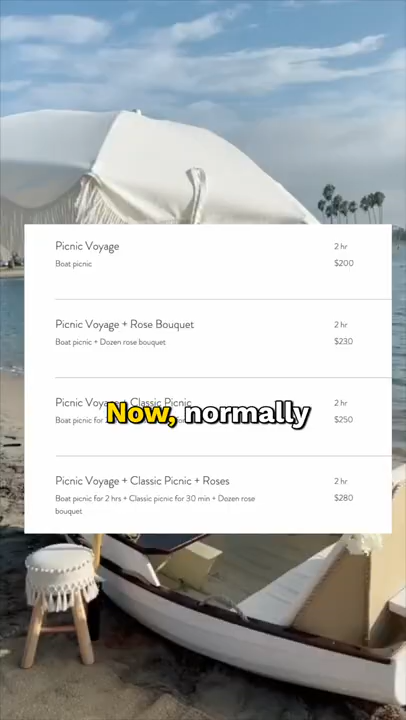 Picnic Voyage
2 hr
Boat picnic
$200
Picnic Voyage + Rose Bouquet
2 hr
Boat picnic + Dozen rose bouquet
$230
Picnic Voyage + Classic Picnic
2 hr
Boat picnic for
$250
Now, normally
Picnic Voyage + Classic Picnic + Roses
2 hr
Boat picnic for 2 hrs + Classic picnic for 30 min + Dozen rose
$280
bouquet